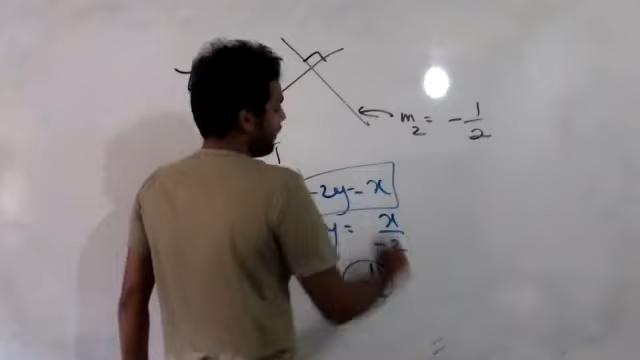 m₂ = -1/2
-2y = x
y = x/-2